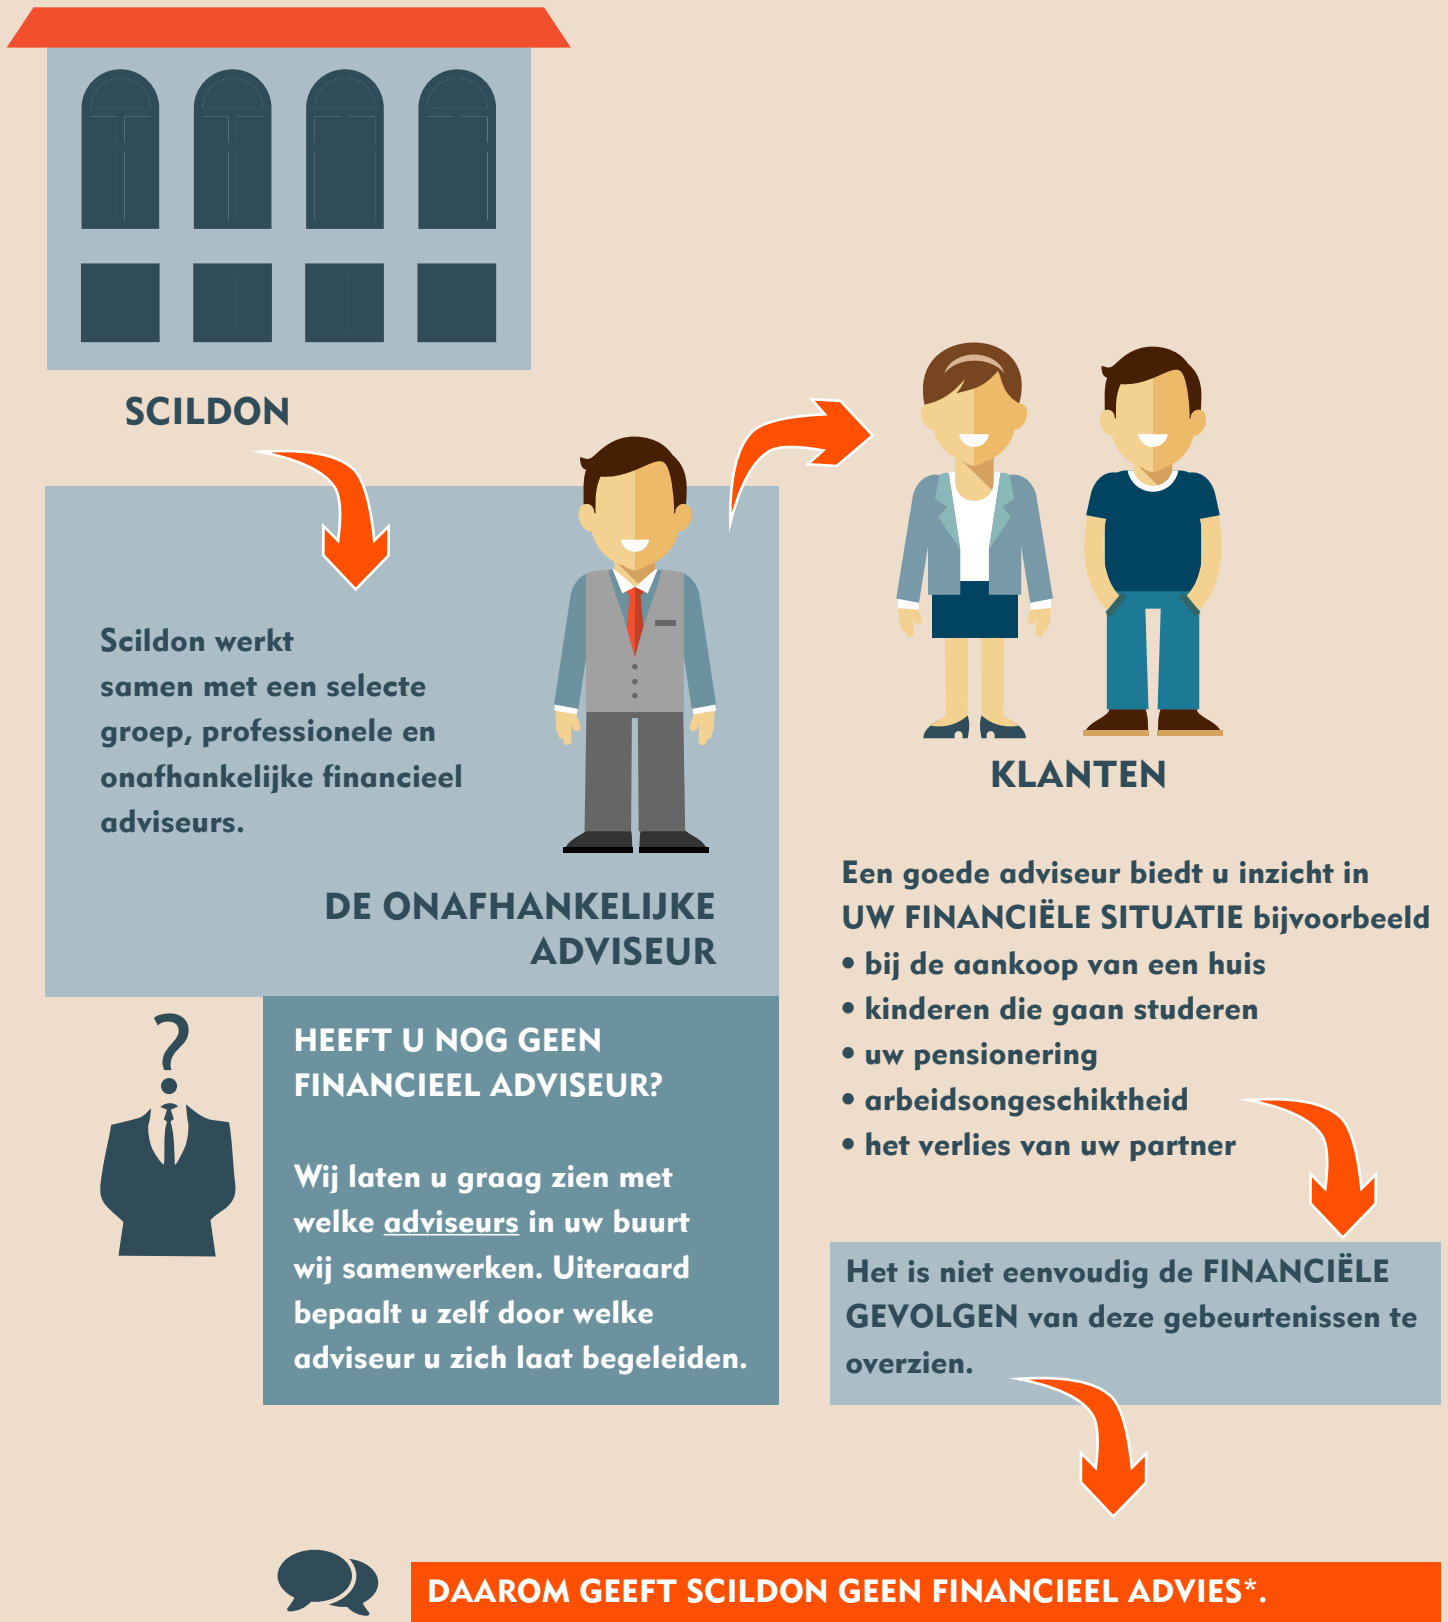 SCILDON
Scildon werkt
samen met een selecte
groep, professionele en
onafhankelijke financieel
adviseurs.
DE ONAFHANKELIJKE
ADVISEUR
?
HEEFT U NOG GEEN
FINANCIEEL ADVISEUR?
Wij laten u graag zien met
welke adviseurs in uw buurt
wij samenwerken. Uiteraard
bepaalt u zelf door welke
adviseur u zich laat begeleiden.
KLANTEN
Een goede adviseur biedt u inzicht in
UW FINANCIËLE SITUATIE bijvoorbeeld
• bij de aankoop van een huis
• kinderen die gaan studeren
• uw pensionering
• arbeidsongeschiktheid
• het verlies van uw partner
Het is niet eenvoudig de FINANCIËLE
GEVOLGEN van deze gebeurtenissen te
overzien.
DAAROM GEEFT SCILDON GEEN FINANCIEEL ADVIES*.